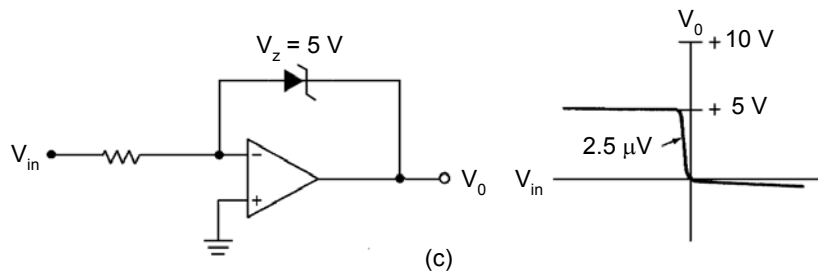 V_z = 5 V
V_in
−
+
V_0
(c)
V_0
+ 10 V
+ 5 V
2.5 μV
V_in